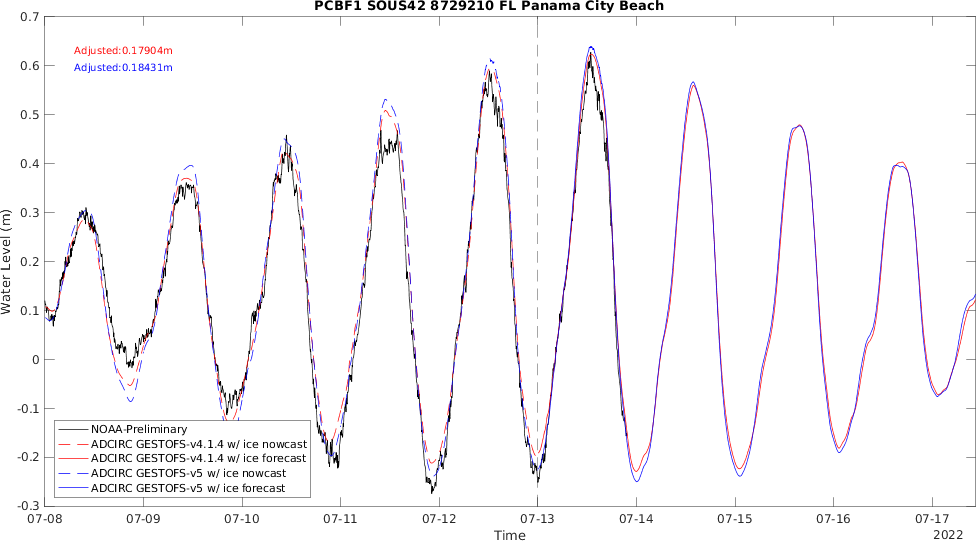 PCBF1 SOUS42 8729210 FL Panama City Beach
0.7
Adjusted:0.17904m
Adjusted:0.18431m
0.6
0.5
0.4
0.3
0.2
0.1
0
-0.1
-0.2
-0.3
Water Level (m)
NOAA-Preliminary
ADCIRC GESTOFS-v4.1.4 w/ ice nowcast
ADCIRC GESTOFS-v4.1.4 w/ ice forecast
ADCIRC GESTOFS-v5 w/ ice nowcast
ADCIRC GESTOFS-v5 w/ ice forecast
07-08 07-09 07-10 07-11 07-12 07-13 07-14 07-15 07-16 07-17
Time
2022